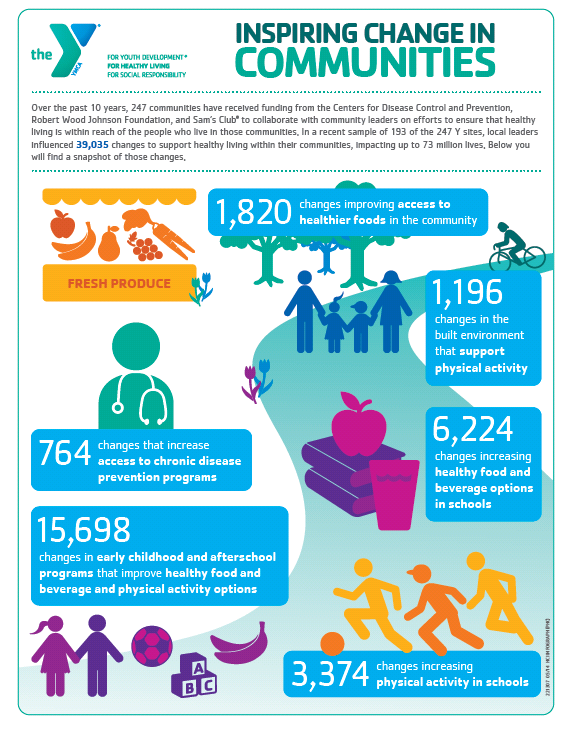 the
YMCA
FOR YOUTH DEVELOPMENT®
FOR HEALTHY LIVING
FOR SOCIAL RESPONSIBILITY
INSPIRING CHANGE IN
COMMUNITIES
Over the past 10 years, 247 communities have received funding from the Centers for Disease Control and Prevention,
Robert Wood Johnson Foundation, and Sam's Club® to collaborate with community leaders on efforts to ensure that healthy
living is within reach of the people who live in those communities. In a recent sample of 193 of the 247 Y sites, local leaders
influenced 39,035 changes to support healthy living within their communities, impacting up to 73 million lives. Below you
will find a snapshot of those changes.
FRESH PRODUCE
1,820
changes improving access to
healthier foods in the community
1,196
changes in the
built environment
that support
physical activity
764
changes that increase
access to chronic disease
prevention programs
6,224
changes increasing
healthy food and
beverage options
in schools
15,698
changes in early childhood and afterschool
programs that improve healthy food and
beverage and physical activity options
A
B C
3,374
changes increasing
physical activity in schools